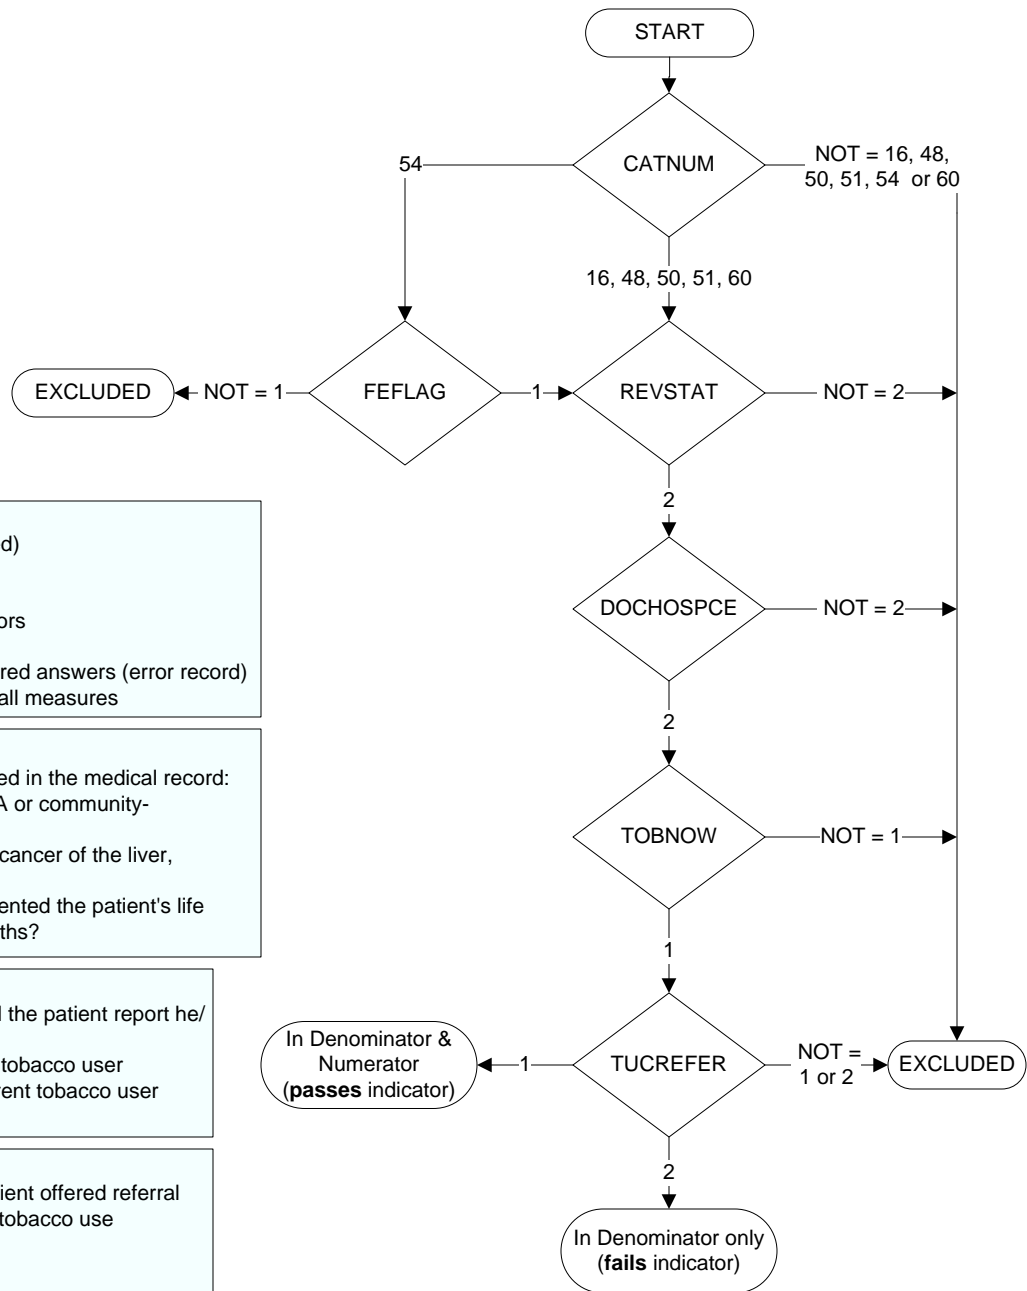 START
CATNUM
54
NOT = 16, 48,
50, 51, 54 or 60
16, 48, 50, 51, 60
EXCLUDED
NOT = 1
FEFLAG
1
REVSTAT
NOT = 2
2
DOCHOSPCE
NOT = 2
2
TOBNOW
NOT = 1
1
In Denominator &
Numerator
(passes indicator)
1
TUCREFER
NOT =
1 or 2
EXCLUDED
2
In Denominator only
(fails indicator)
ed)
ors
red answers (error record)
all measures
ed in the medical record:
A or community-
cancer of the liver,
ented the patient's life
ths?
the patient report he/
tobacco user
rent tobacco user
ient offered referral
tobacco use